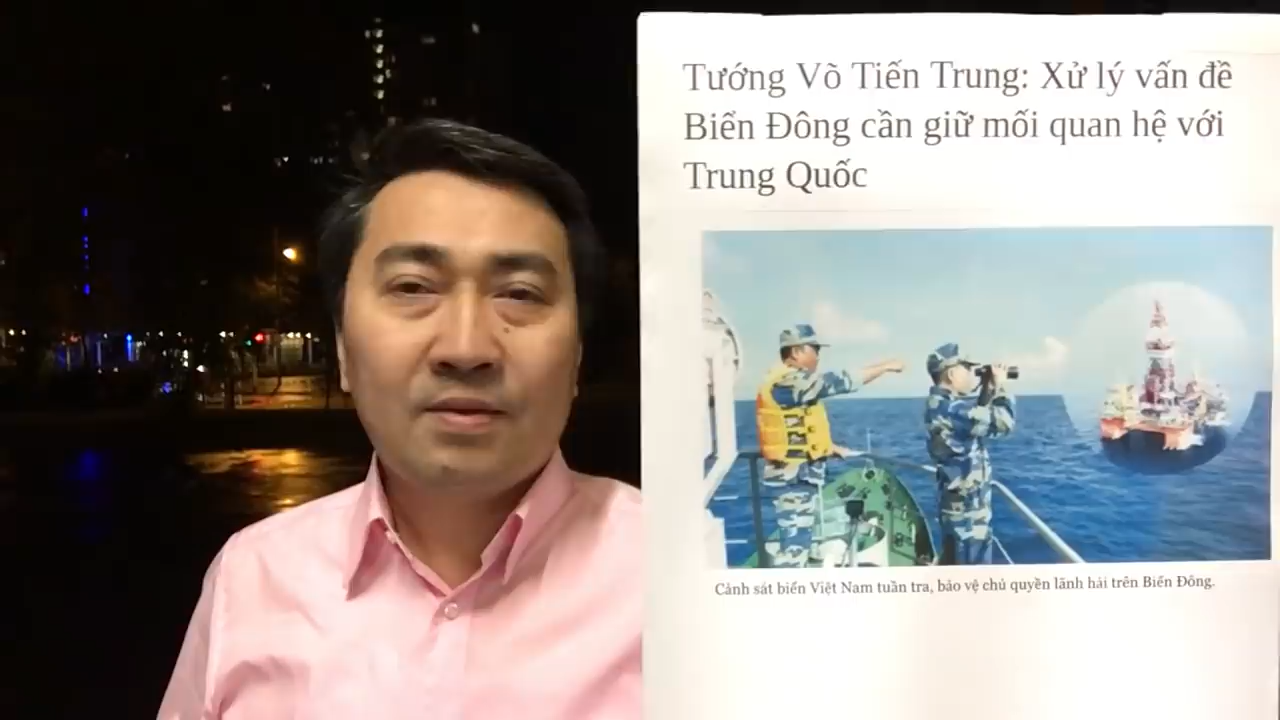 Tướng Võ Tiến Trung: Xử lý vấn đề
Biển Đông cần giữ mối quan hệ với
Trung Quốc
Cảnh sát biển Việt Nam tuần tra, bảo vệ chủ quyền lãnh hải trên Biển Đông.